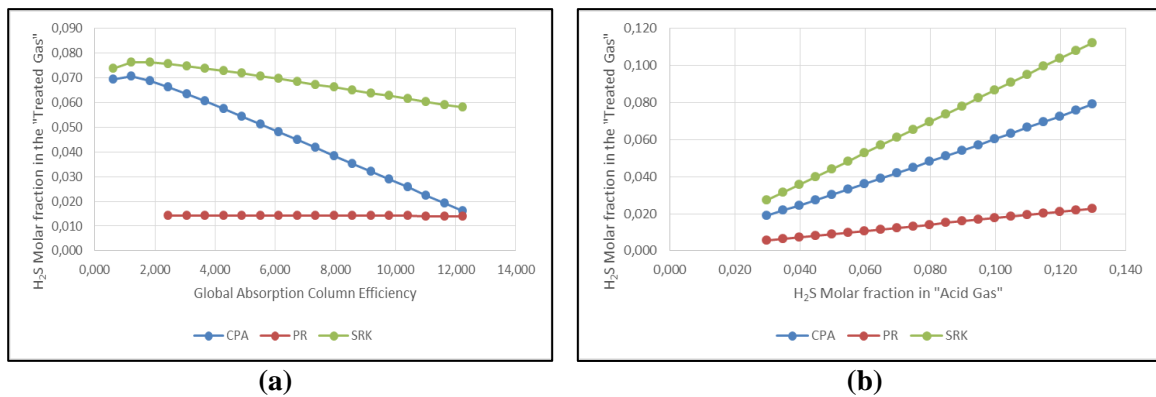 H2S Molar fraction in the "Treated Gas"
0,090
0,080
0,070
0,060
0,050
0,040
0,030
0,020
0,010
0,000
0,000 2,000 4,000 6,000 8,000 10,000 12,000 14,000
Global Absorption Column Efficiency
CPA PR SRK
(a)
H2S Molar fraction in the "Treated Gas"
0,120
0,100
0,080
0,060
0,040
0,020
0,000
0,000 0,020 0,040 0,060 0,080 0,100 0,120 0,140
H2S Molar fraction in "Acid Gas"
CPA PR SRK
(b)